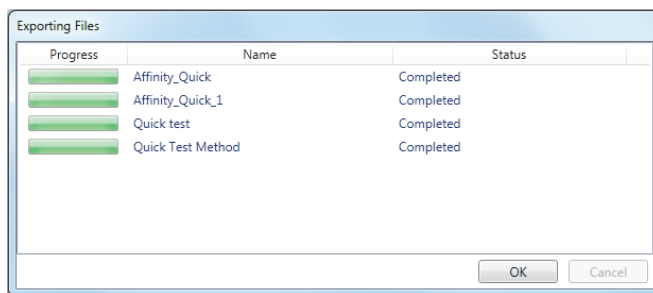 Exporting Files
Progress Name Status
Affinity_Quick Completed
Affinity_Quick_1 Completed
Quick test Completed
Quick Test Method Completed
OK Cancel